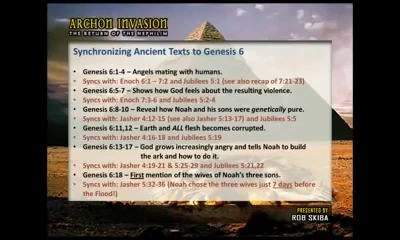 ARCHON INVASION
THE RETURN OF THE NEPHILIM
Synchronizing Ancient Texts to Genesis 6
• Genesis 6:1-4 – Angels mating with humans.
Syncs with: Enoch 6:1 – 7:2 and Jubilees 5:1 (see also recap of 7:21-23)
• Genesis 6:5-7 – Shows how God feels about the resulting violence.
Syncs with: Enoch 7:3-6 and Jubilees 5:2-4
• Genesis 6:8-10 – Reveal how Noah and his sons were genetically pure.
Syncs with: Jasher 4:12-15 (see also Jasher 5:13-17) and Jubilees 5:5
• Genesis 6:11,12 – Earth and ALL flesh becomes corrupted.
Syncs with: Jasher 4:16-18 and Jubilees 5:19
• Genesis 6:13-17 – God grows increasingly angry and tells Noah to build
the ark and how to do it.
Syncs with: Jasher 4:19-21 & 5:25-29 and Jubilees 5:21,22
• Genesis 6:18 – First mention of the wives of Noah's three sons.
Syncs with: Jasher 5:32-36 (Noah chose the three wives just 7 days before
the Flood!)
PRESENTED BY
ROB SKIBA